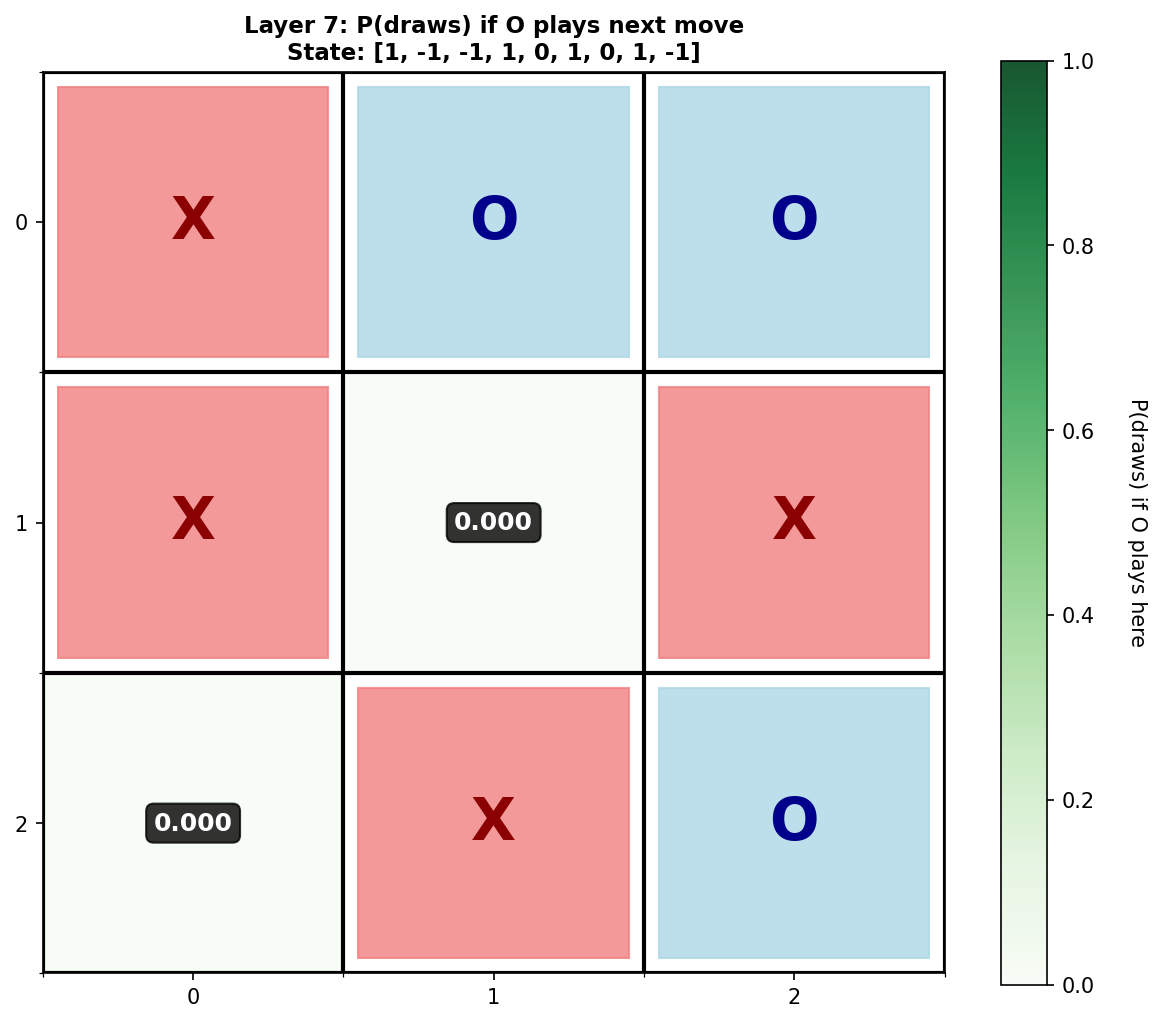 Layer 7: P(draws) if O plays next move
State: [1, -1, -1, 1, 0, 1, 0, 1, -1]
0
X
O
O
1
X
0.000
X
2
0.000
X
O
0
1
2
1.0
0.8
0.6
0.4
0.2
0.0
P(draws) if O plays here